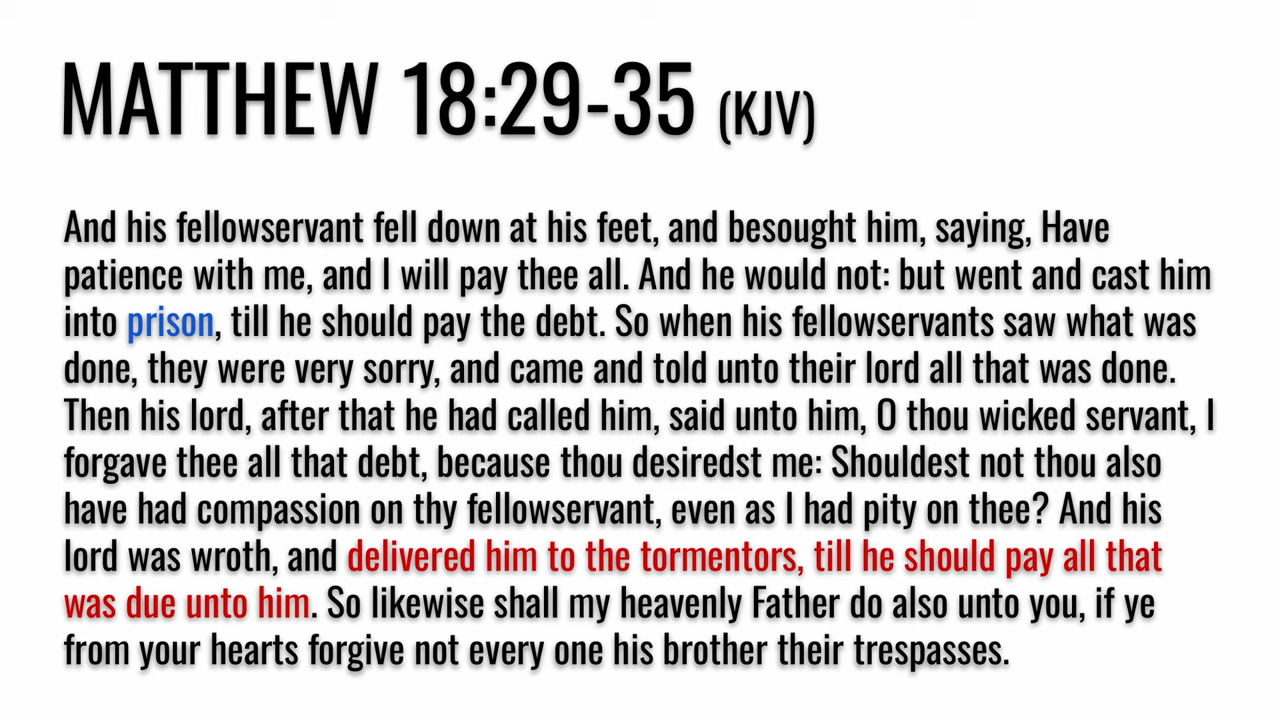 MATTHEW 18:29-35 (KJV)
And his fellowservant fell down at his feet, and besought him, saying, Have
patience with me, and I will pay thee all. And he would not: but went and cast him
into prison, till he should pay the debt. So when his fellowservants saw what was
done, they were very sorry, and came and told unto their lord all that was done.
Then his lord, after that he had called him, said unto him, O thou wicked servant, I
forgave thee all that debt, because thou desiredst me: Shouldest not thou also
have had compassion on thy fellowservant, even as I had pity on thee? And his
lord was wroth, and delivered him to the tormentors, till he should pay all that
was due unto him. So likewise shall my heavenly Father do also unto you, if ye
from your hearts forgive not every one his brother their trespasses.